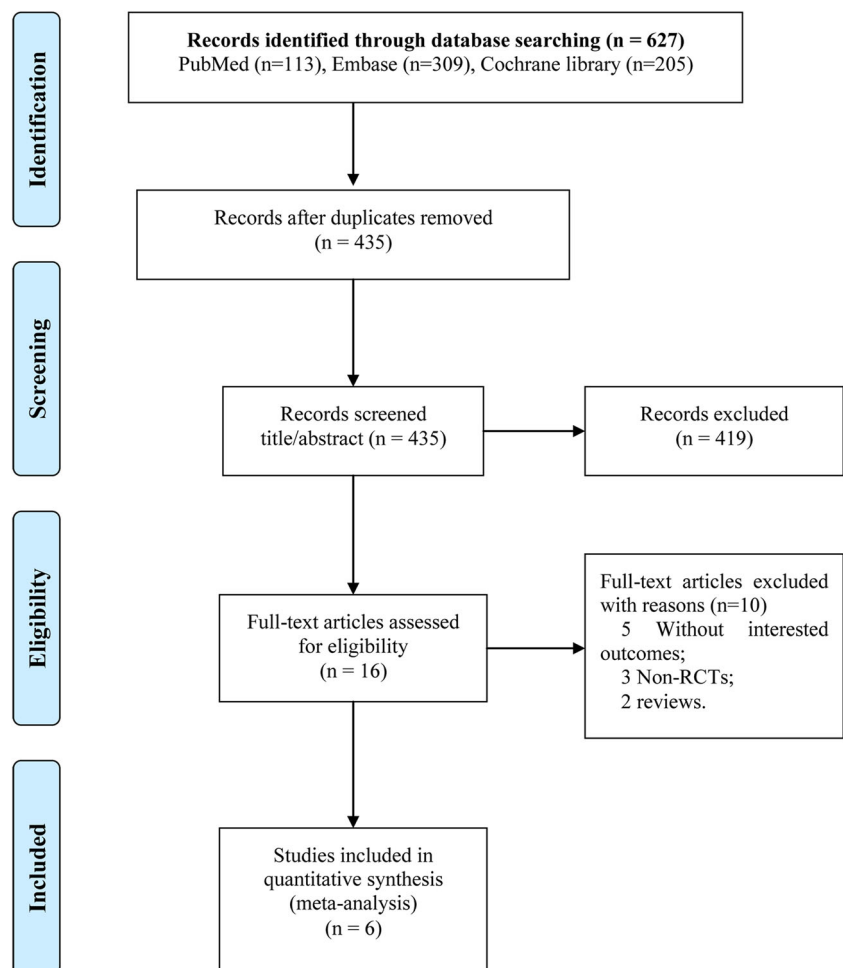 Identification
Records identified through database searching (n = 627)
PubMed (n=113), Embase (n=309), Cochrane library (n=205)
Records after duplicates removed
(n = 435)
Screening
Records screened
title/abstract (n = 435)
Records excluded
(n = 419)
Eligibility
Full-text articles assessed
for eligibility
(n = 16)
Full-text articles excluded
with reasons (n=10)
5 Without interested
outcomes;
3 Non-RCTs;
2 reviews.
Included
Studies included in
quantitative synthesis
(meta-analysis)
(n = 6)